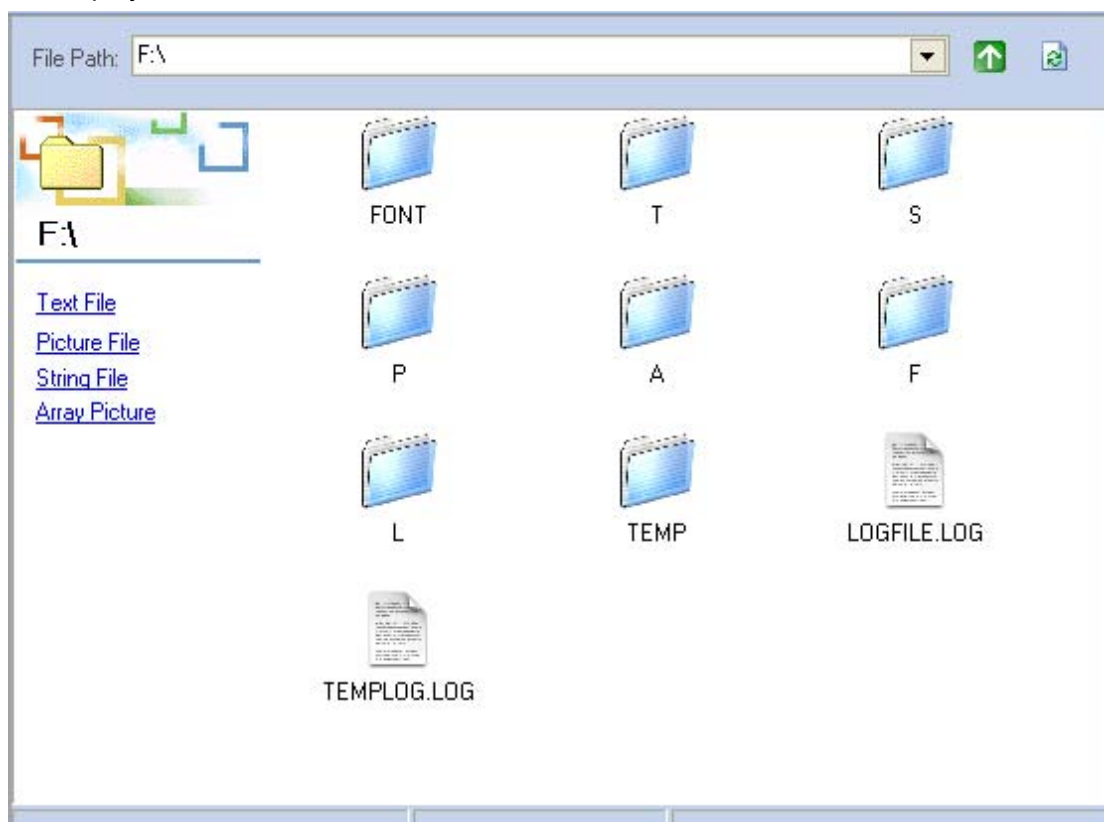 File Path: F:\
F:\
Text File
Picture File
String File
Array Picture
FONT T S
P A F
L TEMP LOGFILE.LOG
TEMPLOG.LOG